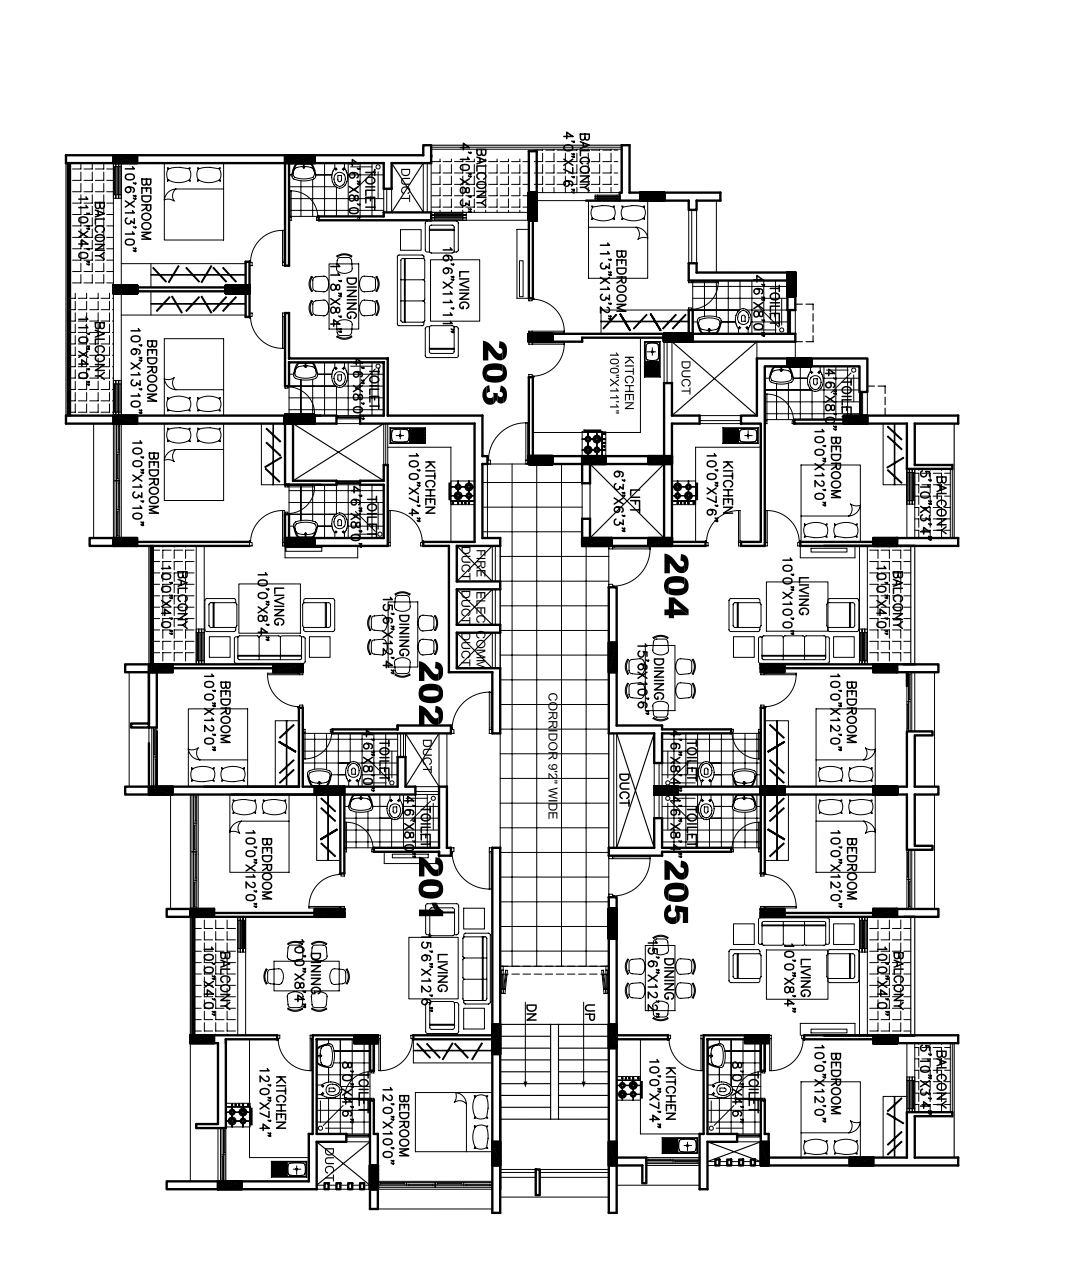 BALCONY
4'0"X7'6"
BALCONY
4'10"X8'3"
TOILET
4'6"X8'0"
DUCT
BEDROOM
10'6"X13'10"
BALCONY
11'0"X4'0"
LIVING
16'6"X11'11"
DINING
11'8"X8'4"
BEDROOM
11'3"X13'2"
TOILET
4'6"X8'0"
BALCONY
11'0"X4'0"
BEDROOM
10'6"X13'10"
TOILET
4'6"X8'0"
203
KITCHEN
10'0"X11'1"
DUCT
TOILET
4'6"X8'0"
BEDROOM
10'0"X13'10"
KITCHEN
10'0"X7'4"
TOILET
4'6"X8'0"
LIFT
6'3"X6'3"
KITCHEN
10'0"X7'6"
BEDROOM
10'0"X12'0"
BALCONY
5'10"X3'4"
FIRE
DUCT
ELEC
DUCT
COMM
DUCT
204
BALCONY
10'0"X4'0"
LIVING
10'0"X8'4"
DINING
15'6"X12'4"
202
LIVING
10'0"X10'0"
BALCONY
10'0"X4'0"
DINING
15'6"X10'6"
BEDROOM
10'0"X12'0"
TOILET
4'6"X8'0"
DUCT
CORRIDOR 9'2" WIDE
DUCT
TOILET
4'6"X8'4"
BEDROOM
10'0"X12'0"
BEDROOM
10'0"X12'0"
TOILET
4'6"X8'0"
TOILET
4'6"X8'4"
BEDROOM
10'0"X12'0"
201
205
BALCONY
10'0"X4'0"
DINING
10'0"X8'4"
LIVING
5'6"X12'6"
DINING
15'6"X12'2"
LIVING
10'0"X8'4"
BALCONY
10'0"X4'0"
DN
UP
KITCHEN
12'0"X7'4"
TOILET
8'0"X4'6"
BEDROOM
12'0"X10'0"
DUCT
KITCHEN
10'0"X7'4"
TOILET
8'0"X4'6"
BEDROOM
10'0"X12'0"
BALCONY
5'10"X3'4"